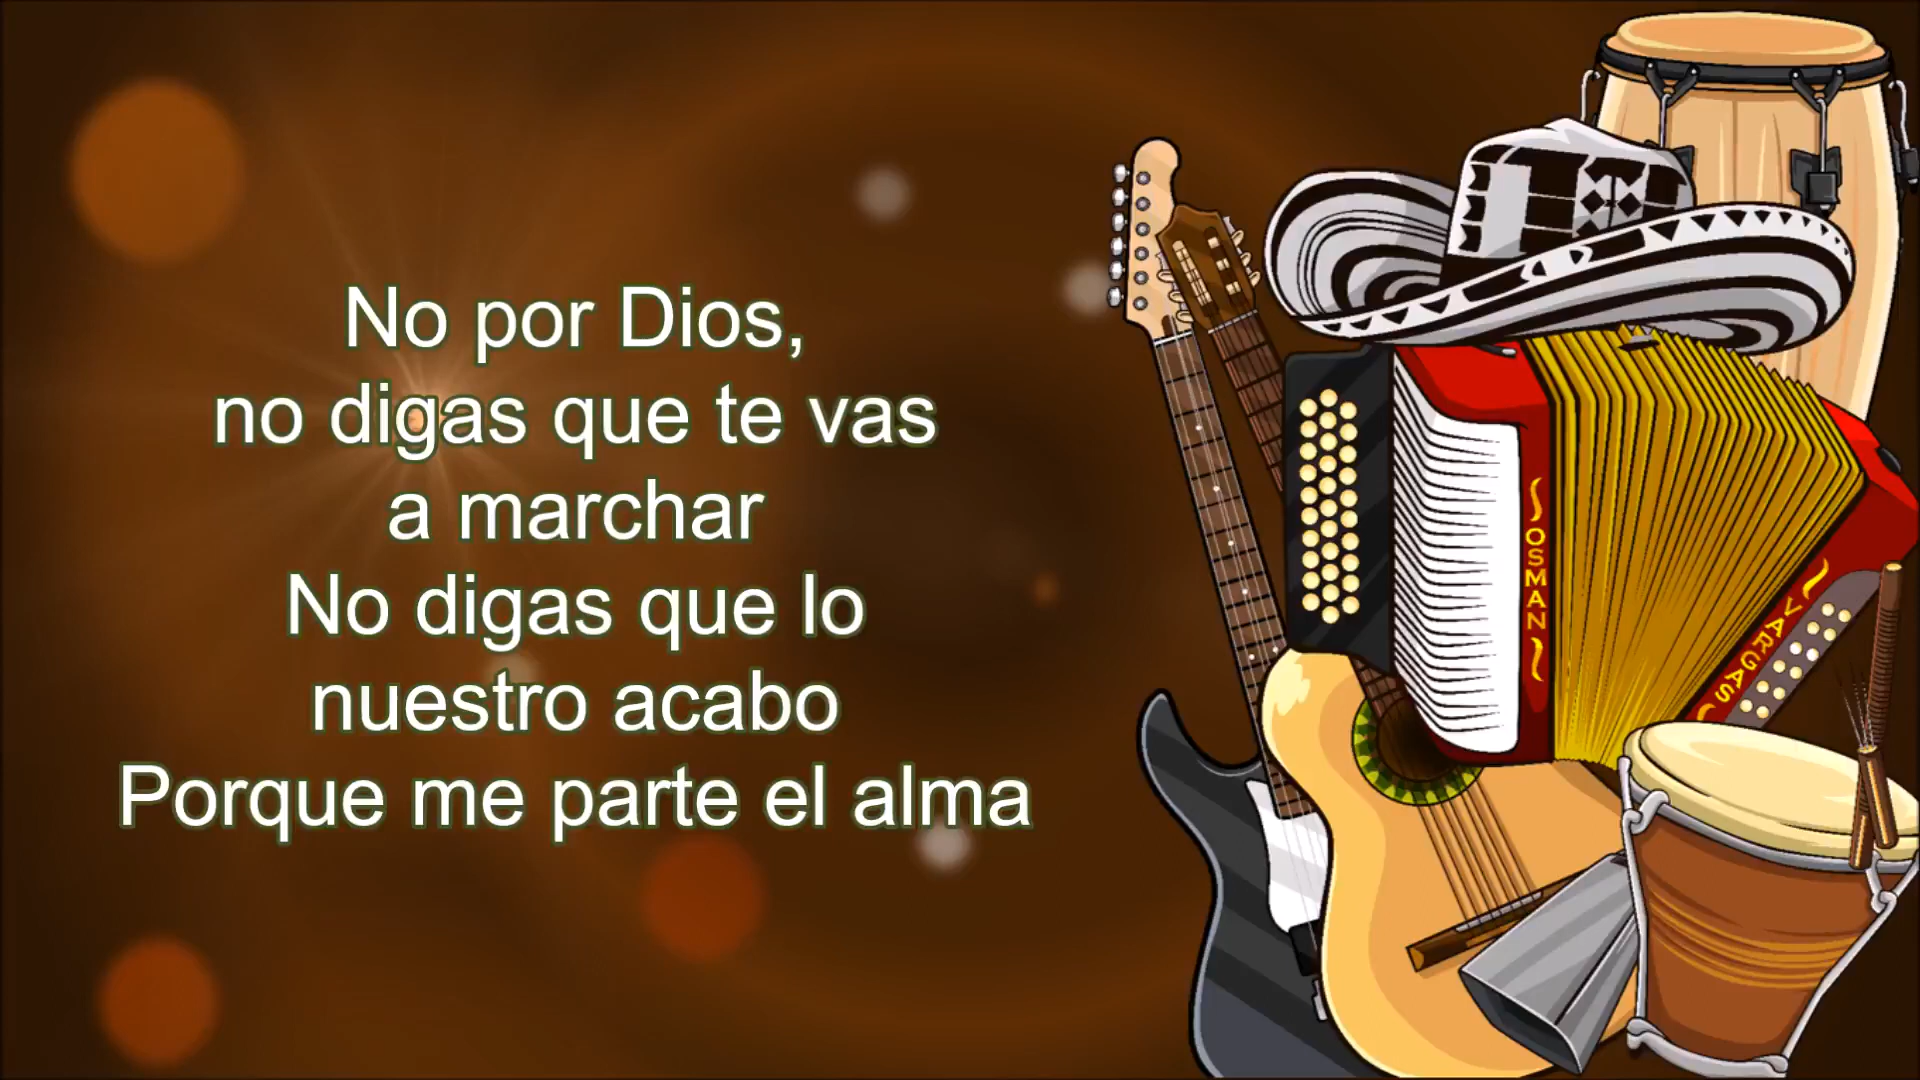 No por Dios,
no digas que te vas
a marchar
No digas que lo
nuestro acabo
Porque me parte el alma
OSMAN
VARGAS